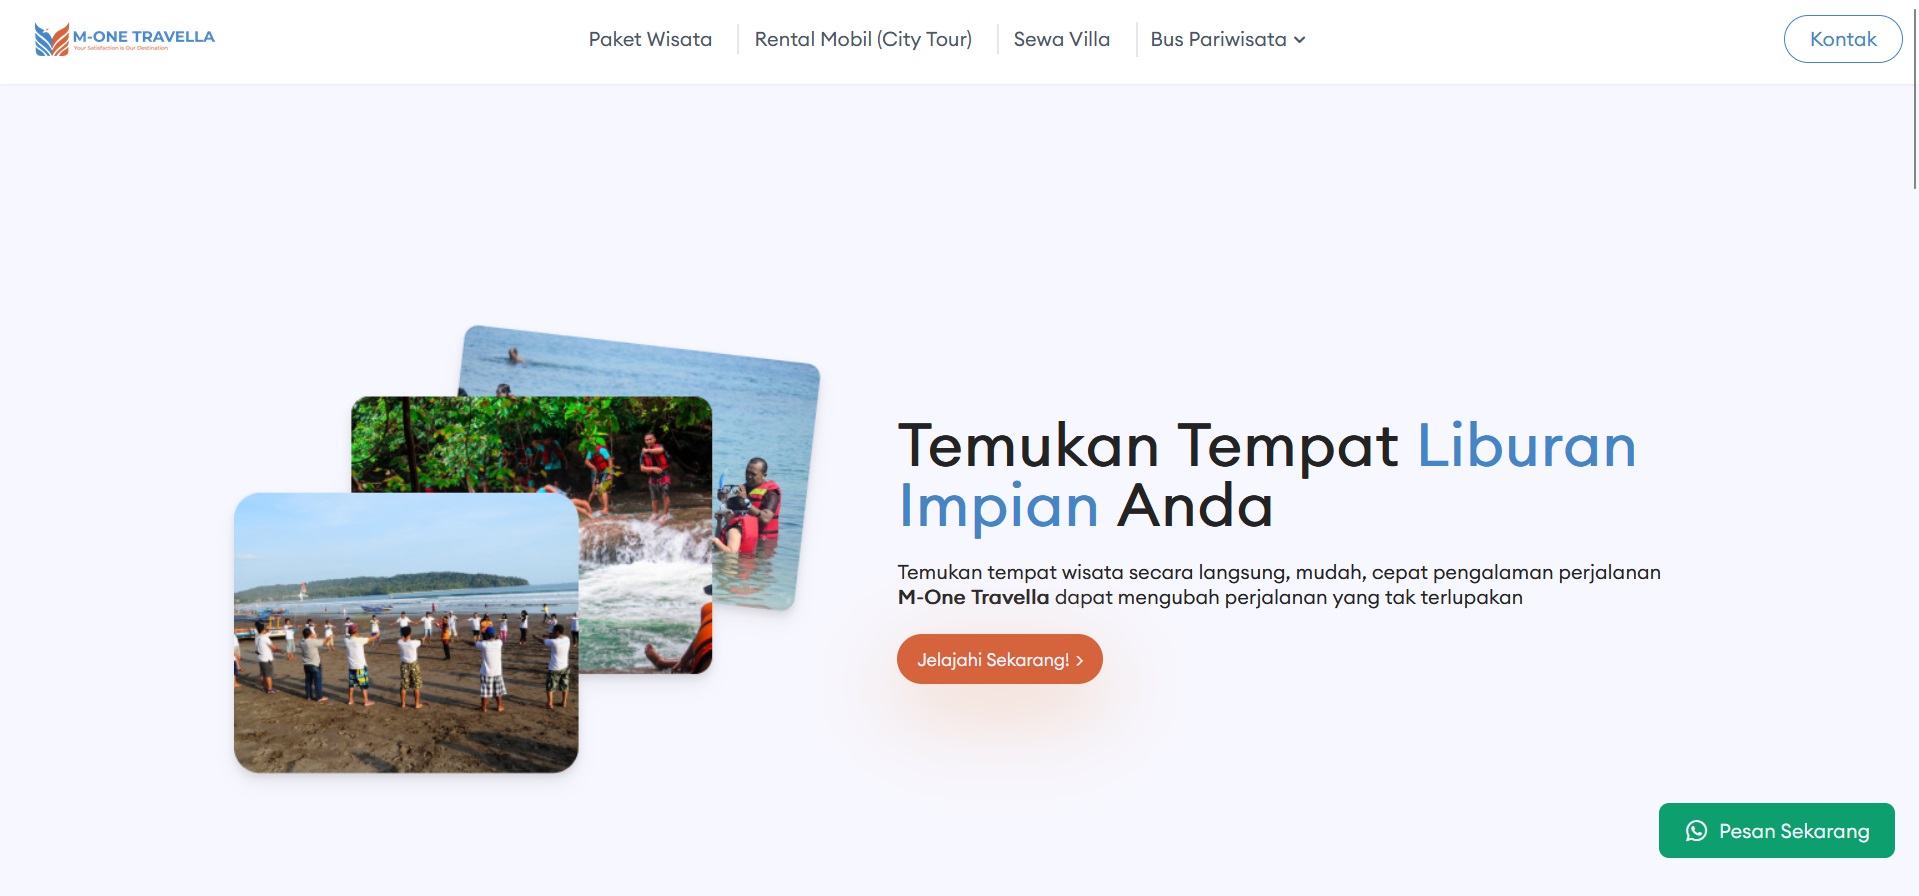 M-ONE TRAVELLA
Your Satisfaction is Our Destination
Paket Wisata
Rental Mobil (City Tour)
Sewa Villa
Bus Pariwisata
Kontak
Temukan Tempat Liburan
Impian Anda
Temukan tempat wisata secara langsung, mudah, cepat pengalaman perjalanan
M-One Travella dapat mengubah perjalanan yang tak terlupakan
Jelajahi Sekarang! >
Pesan Sekarang